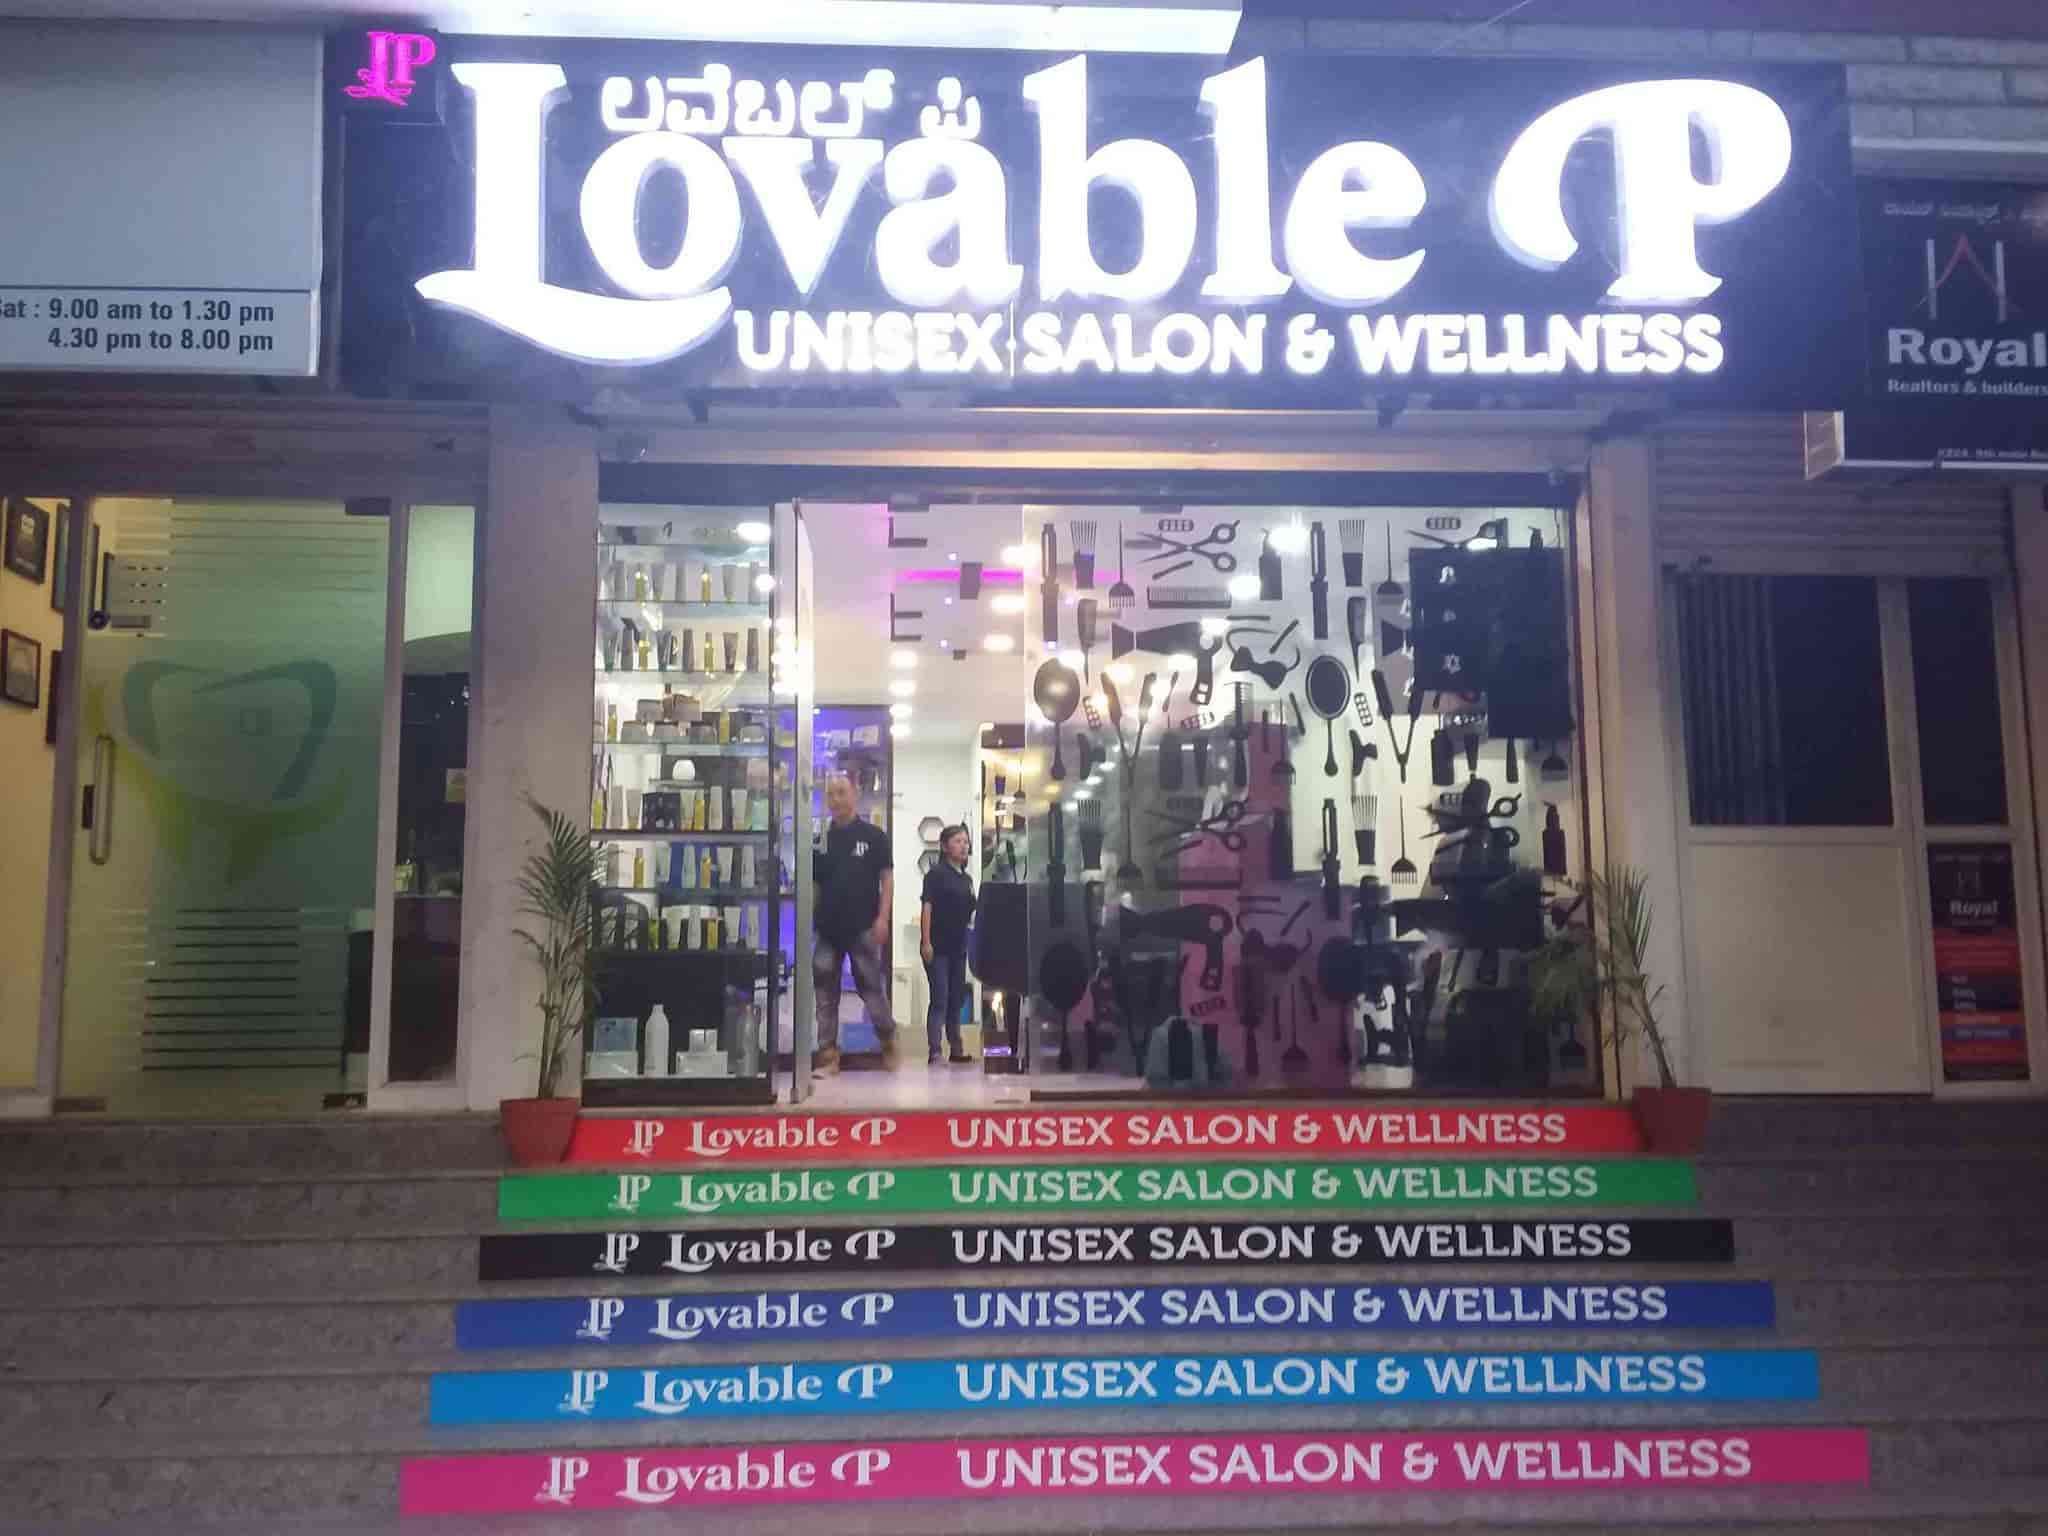 LP
ಲವೆಬಲ್ ಪಿ
Lovable P
UNISEX SALON & WELLNESS
Sat : 9.00 am to 1.30 pm
4.30 pm to 8.00 pm
Royal
Realtors & builders
LP
Royal
LP Lovable P UNISEX SALON & WELLNESS
LP Lovable P UNISEX SALON & WELLNESS
LP Lovable P UNISEX SALON & WELLNESS
LP Lovable P UNISEX SALON & WELLNESS
LP Lovable P UNISEX SALON & WELLNESS
LP Lovable P UNISEX SALON & WELLNESS